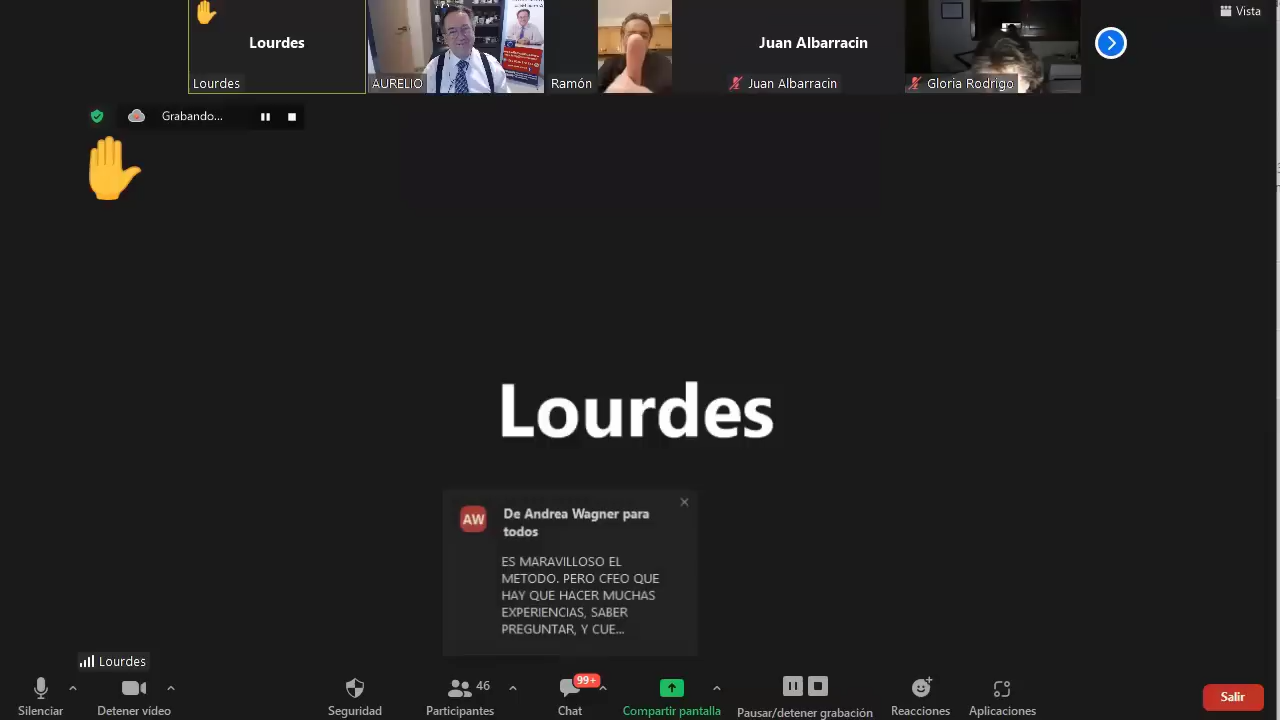 Lourdes
Juan Albarracin
Vista
Lourdes
AURELIO
Ramón
Juan Albarracin
Gloria Rodrigo
Grabando...
Lourdes
AW
De Andrea Wagner para
todos
ES MARAVILLOSO EL
METODO. PERO CFEO QUE
HAY QUE HACER MUCHAS
EXPERIENCIAS, SABER
PREGUNTAR, Y CUE...
Lourdes
46
99+
Silenciar
Detener video
Seguridad
Participantes
Chat
Compartir pantalla
Pausar/detener grabación
Reacciones
Aplicaciones
Salir